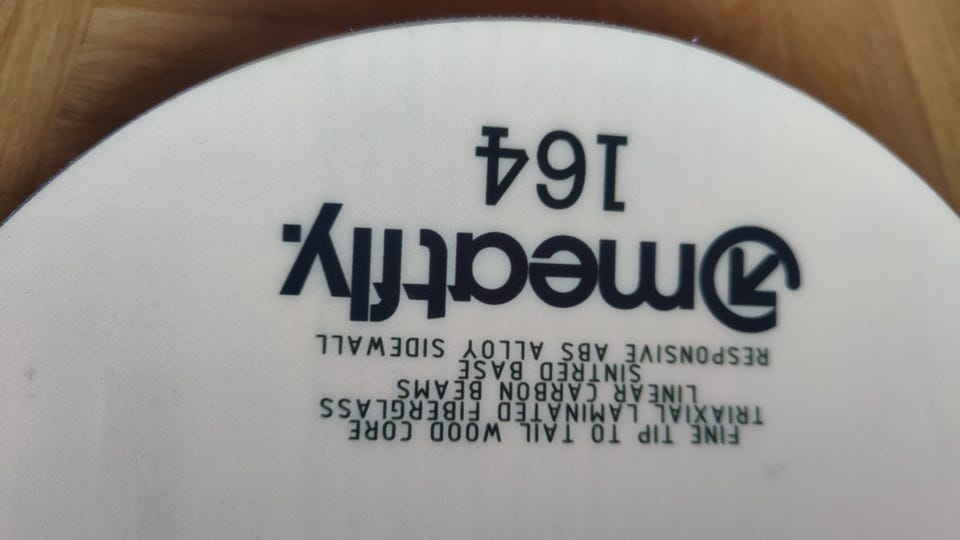 FINE TIP TO TAIL WOOD CORE
TRIAXIAL LAMINATED FIBERGLASS
LINEAR CARBON BEAMS
SINTRED BASE
RESPONSIVE ABS ALLOY SIDEWALL
meatfly.
164